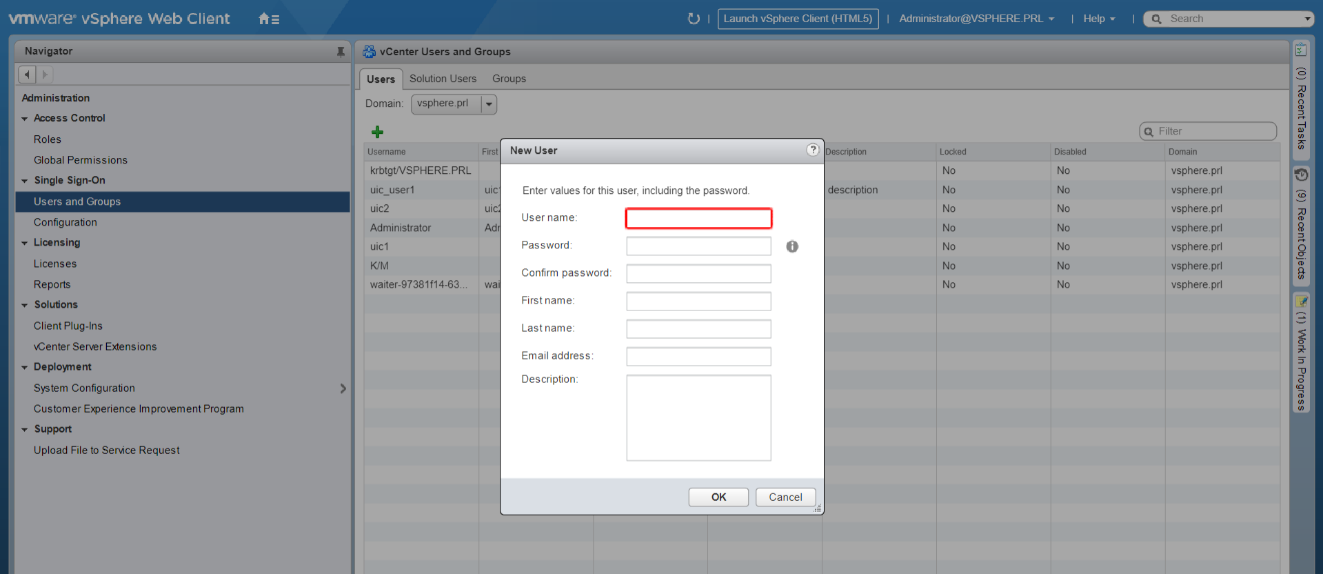 vmware® vSphere Web Client
Launch vSphere Client (HTML5)
Administrator@VSPHERE.PRL
Help
Search
Navigator
Administration
Access Control
Roles
Global Permissions
Single Sign-On
Users and Groups
Configuration
Licensing
Licenses
Reports
Solutions
Client Plug-Ins
vCenter Server Extensions
Deployment
System Configuration
Customer Experience Improvement Program
Support
Upload File to Service Request
vCenter Users and Groups
Users Solution Users Groups
Domain: vsphere.prl
Filter
Username First Description Locked Disabled Domain
krbtgt/VSPHERE.PRL No No vsphere.prl
uic_user1 description No No vsphere.prl
uic2 No No vsphere.prl
Administrator No No vsphere.prl
uic1 No No vsphere.prl
K/M No No vsphere.prl
waiter-97381f14-63... No No vsphere.prl
New User
?
Enter values for this user, including the password.
User name:
Password:
Confirm password:
First name:
Last name:
Email address:
Description:
OK Cancel
(0) Recent Tasks
(9) Recent Objects
(1) Work In Progress